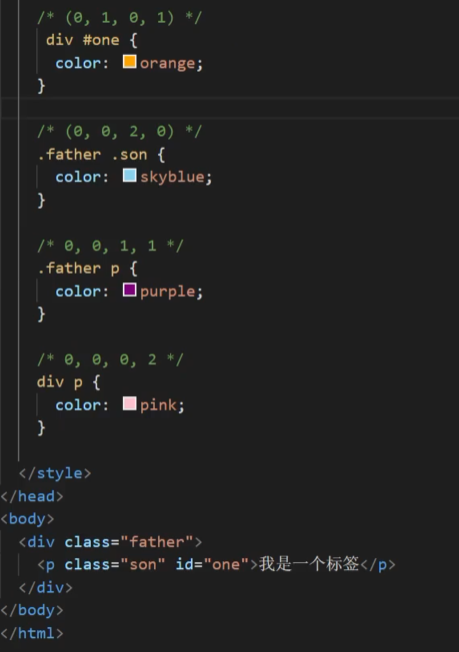 /* (0, 1, 0, 1) */
div #one {
color: orange;
}
/* (0, 0, 2, 0) */
.father .son {
color: skyblue;
}
/* 0, 0, 1, 1 */
.father p {
color: purple;
}
/* 0, 0, 0, 2 */
div p {
color: pink;
}
</style>
</head>
<body>
<div class="father">
<p class="son" id="one">我是一个标签</p>
</div>
</body>
</html>